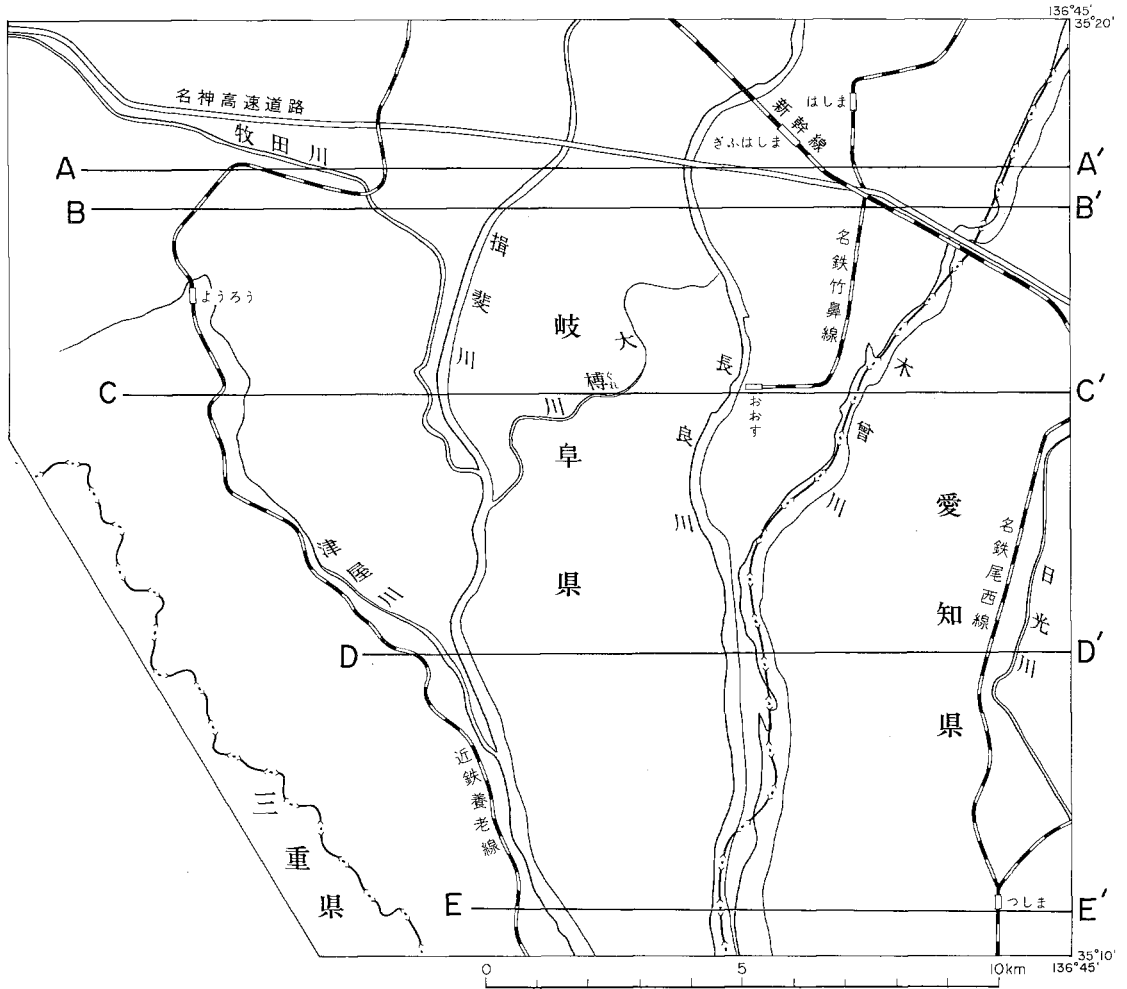 136°45'
35°20'
名神高速道路
牧田川
新幹線
はしま
ぎふはしま
A
A'
B
B'
揖斐川
名鉄竹鼻線
ようろう
岐阜県
大榑川
ぐれ
長良川
木曾川
C
C'
おおす
愛知県
名鉄尾西線
日光川
津屋川
D
D'
近鉄養老線
三重県
E
E'
つしま
35°10'
136°45'
0
5
10km